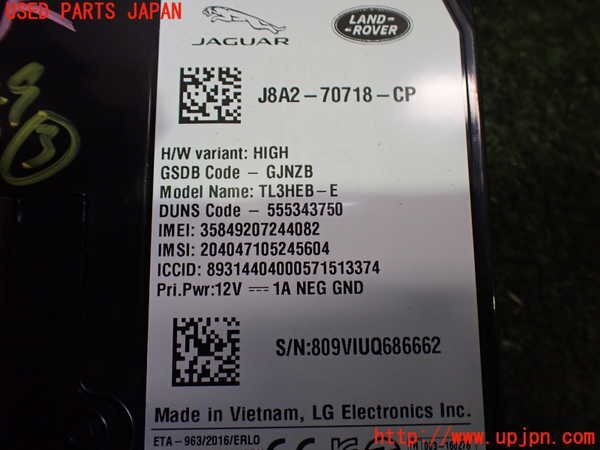 USED PARTS JAPAN
JAGUAR
LAND-
ROVER
J8A2-70718-CP
H/W variant: HIGH
GSDB Code - GJNZB
Model Name: TL3HEB-E
DUNS Code - 555343750
IMEI: 35849207244082
IMSI: 204047105245604
ICCID: 89314404000571513374
Pri.Pwr:12V 1A NEG GND
S/N:809VIUQ686662
Made in Vietnam, LG Electronics Inc.
ETA-963/2016/ERLO
http://www.upjpn.com